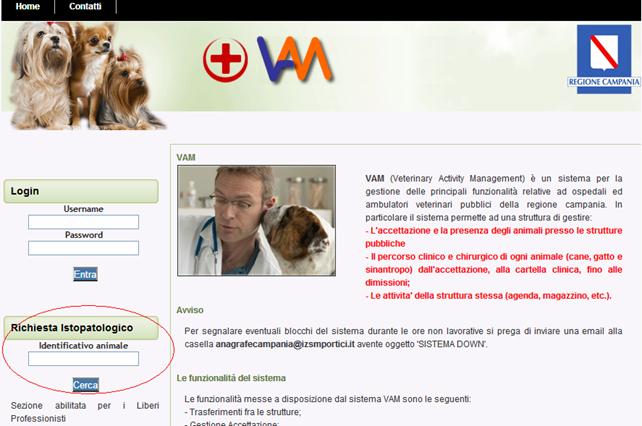 Home Contatti
VAM
REGIONE CAMPANIA
Login
Username
Password
Entra
Richiesta Istopatologico
Identificativo animale
Cerca
Sezione abilitata per i Liberi
Professionisti
VAM
VAM (Veterinary Activity Management) è un sistema per la
gestione delle principali funzionalità relative ad ospedali ed
ambulatori veterinari pubblici della regione campania. In
particolare il sistema permette ad una struttura di gestire:
- L'accettazione e la presenza degli animali presso le strutture
pubbliche
- Il percorso clinico e chirurgico di ogni animale (cane, gatto e
sinantropo) dall'accettazione, alla cartella clinica, fino alle
dimissioni;
- Le attivita' della struttura stessa (agenda, magazzino, etc.).
Avviso
Per segnalare eventuali blocchi del sistema durante le ore non lavorative si prega di inviare una email alla
casella anagrafecampania@izsmportici.it avente oggetto 'SISTEMA DOWN'.
Le funzionalità del sistema
Le funzionalità messe a disposizione dal sistema VAM sono le seguenti:
- Trasferimenti fra le strutture;
- Gestione Accettazione;